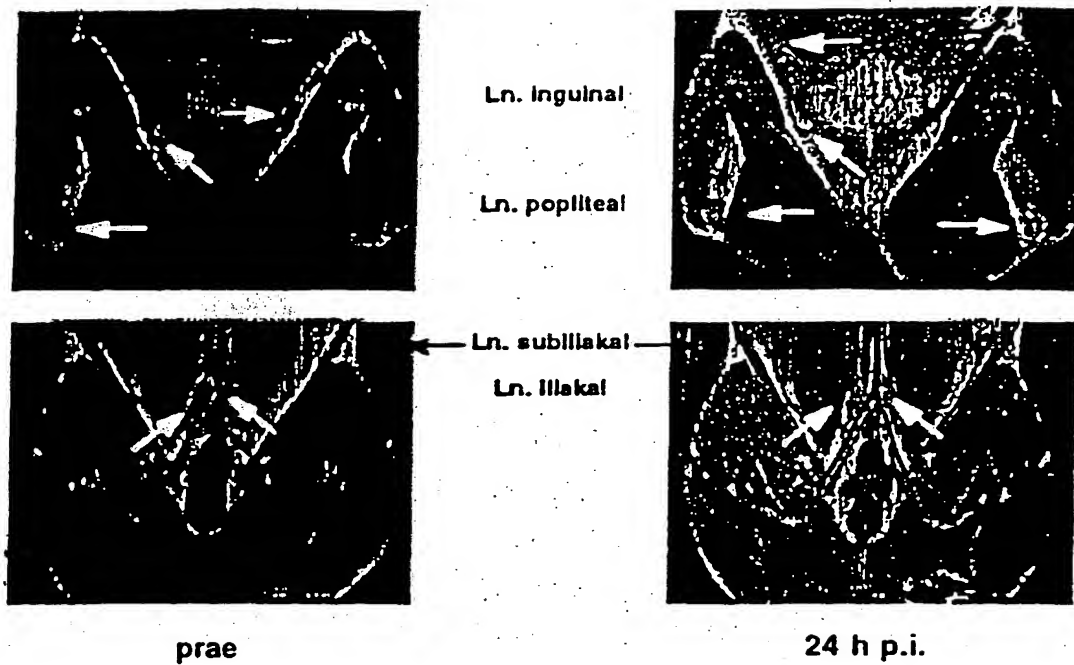 Ln. inguinal
Ln. popliteal
Ln. subiliakal
Ln. iliakal
prae
24 h p.i.